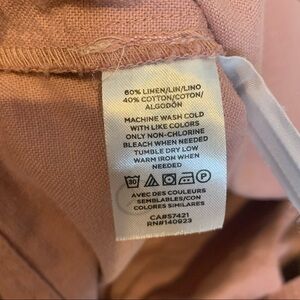 60% LINEN/LIN/LINO
40% COTTON/COTON/
ALGODÓN
MACHINE WASH COLD
WITH LIKE COLORS
ONLY NON-CHLORINE
BLEACH WHEN NEEDED
TUMBLE DRY LOW
WARM IRON WHEN
NEEDED
30 P
AVEC DES COULEURS
SEMBLABLES/CON
COLORES SIMILARES
CA#57421
RN#140923